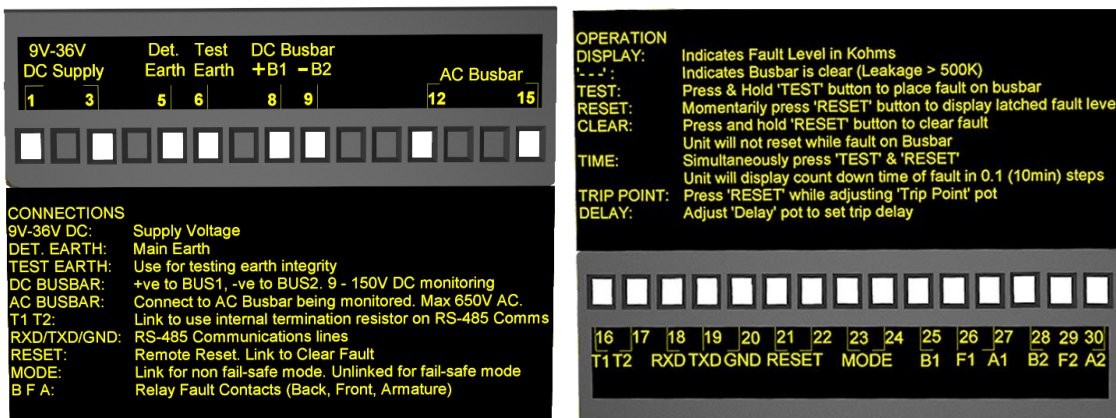 9V-36V Det. Test DC Busbar
DC Supply Earth Earth +B1 -B2 AC Busbar
1 3 5 6 8 9 12 15
CONNECTIONS
9V-36V DC: Supply Voltage
DET. EARTH: Main Earth
TEST EARTH: Use for testing earth integrity
DC BUSBAR: +ve to BUS1, -ve to BUS2. 9 - 150V DC monitoring
AC BUSBAR: Connect to AC Busbar being monitored. Max 650V AC.
T1 T2: Link to use internal termination resistor on RS-485 Comms
RXD/TXD/GND: RS-485 Communications lines
RESET: Remote Reset. Link to Clear Fault
MODE: Link for non fail-safe mode. Unlinked for fail-safe mode
B F A: Relay Fault Contacts (Back, Front, Armature)
OPERATION
DISPLAY: Indicates Fault Level in Kohms
'---' : Indicates Busbar is clear (Leakage > 500K)
TEST: Press & Hold 'TEST' button to place fault on busbar
RESET: Momentarily press 'RESET' button to display latched fault leve
CLEAR: Press and hold 'RESET' button to clear fault
Unit will not reset while fault on Busbar
TIME: Simultaneously press 'TEST' & 'RESET'
Unit will display count down time of fault in 0.1 (10min) steps
TRIP POINT: Press 'RESET' while adjusting 'Trip Point' pot
DELAY: Adjust 'Delay' pot to set trip delay
16 17 18 19 20 21 22 23 24 25 26 27 28 29 30
T1 T2 RXD TXD GND RESET MODE B1 F1 A1 B2 F2 A2